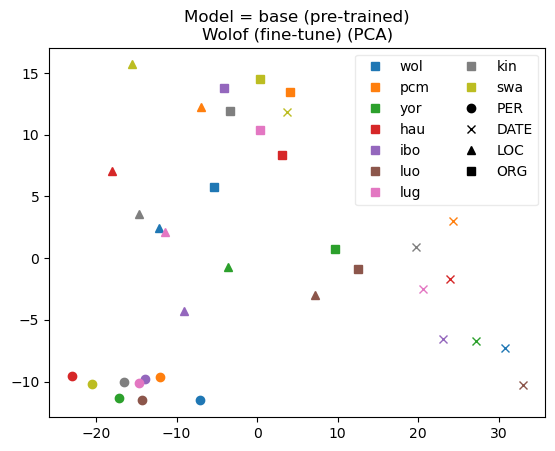 Model = base (pre-trained)
Wolof (fine-tune) (PCA)
wol kin
pcm swa
yor PER
hau DATE
ibo LOC
luo ORG
lug
15
10
5
0
−5
−10
−20 −10 0 10 20 30